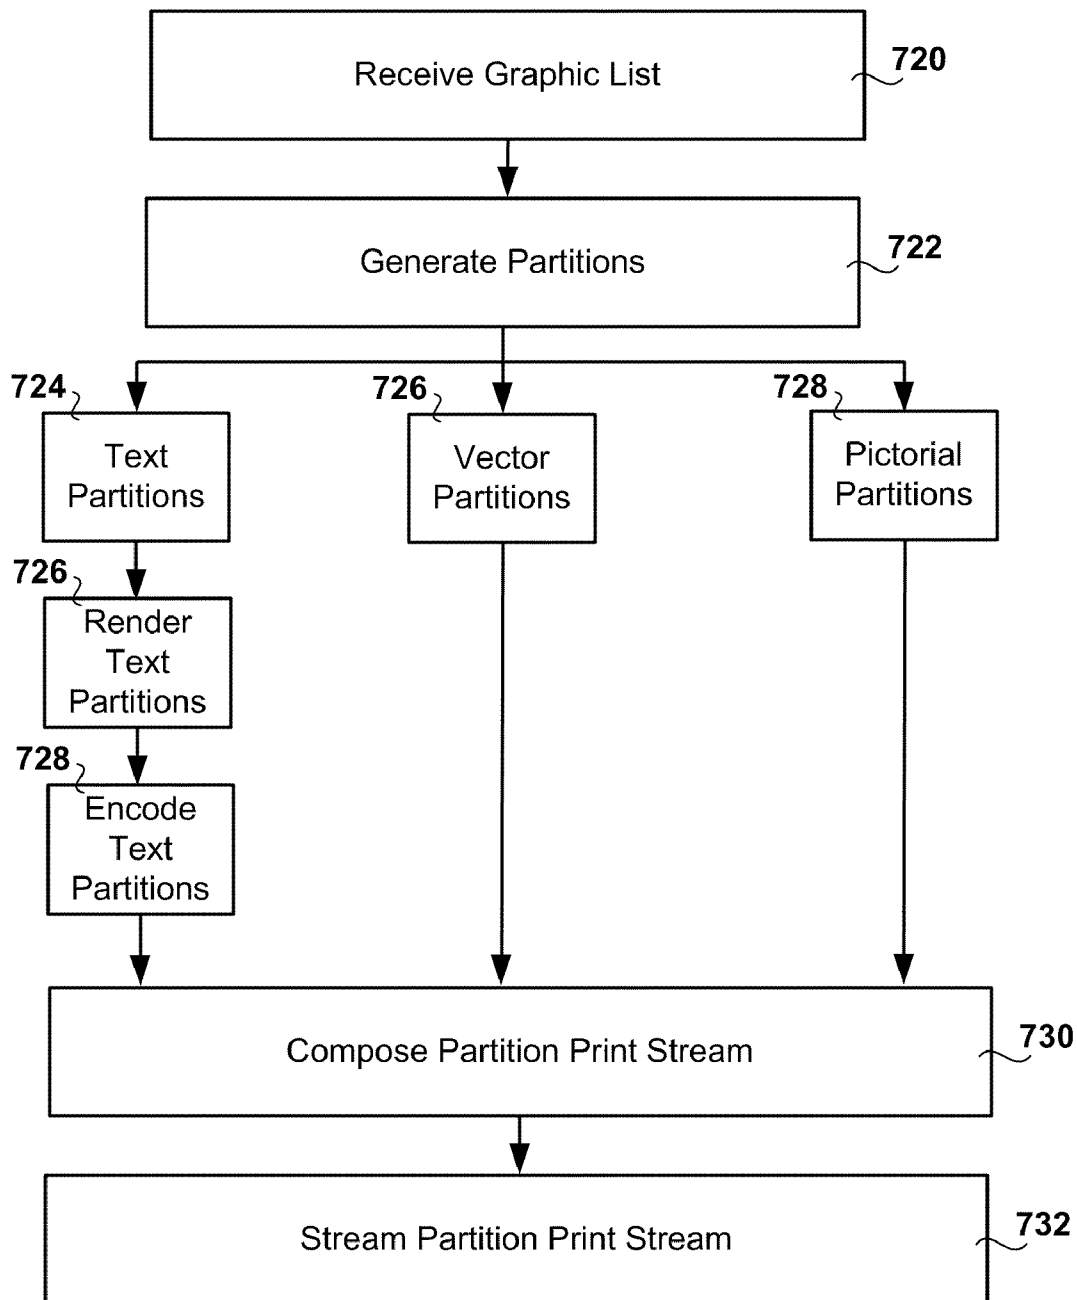 Receive Graphic List
720
Generate Partitions
722
724
Text
Partitions
726
Vector
Partitions
728
Pictorial
Partitions
726
Render
Text
Partitions
728
Encode
Text
Partitions
Compose Partition Print Stream
730
Stream Partition Print Stream
732